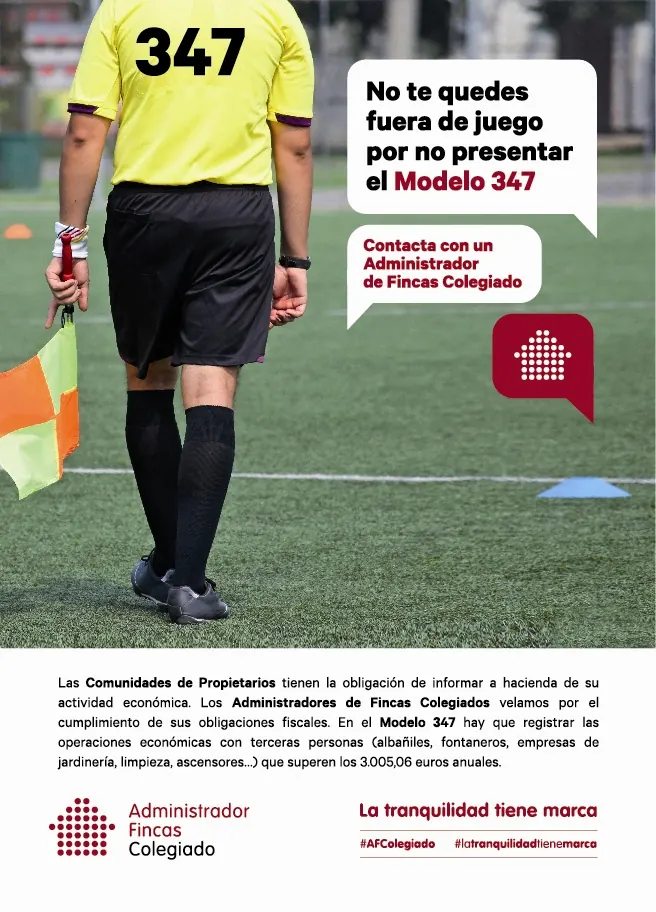 347
No te quedes
fuera de juego
por no presentar
el Modelo 347
Contacta con un
Administrador
de Fincas Colegiado
Las Comunidades de Propietarios tienen la obligación de informar a hacienda de su
actividad económica. Los Administradores de Fincas Colegiados velamos por el
cumplimiento de sus obligaciones fiscales. En el Modelo 347 hay que registrar las
operaciones económicas con terceras personas (albañiles, fontaneros, empresas de
jardinería, limpieza, ascensores...) que superen los 3.005,06 euros anuales.
Administrador
Fincas
Colegiado
La tranquilidad tiene marca
#AFColegiado #latranquilidadtienemarca